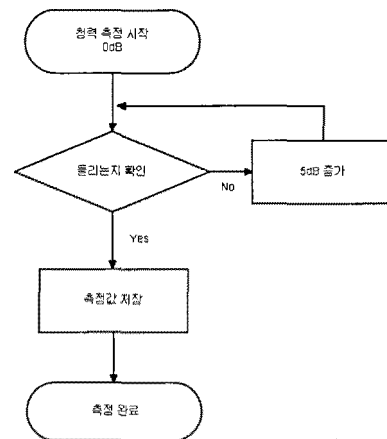 청력 측정 시작
0dB
들리는지 확인
No
5dB 증가
Yes
측정값 저장
측정 완료